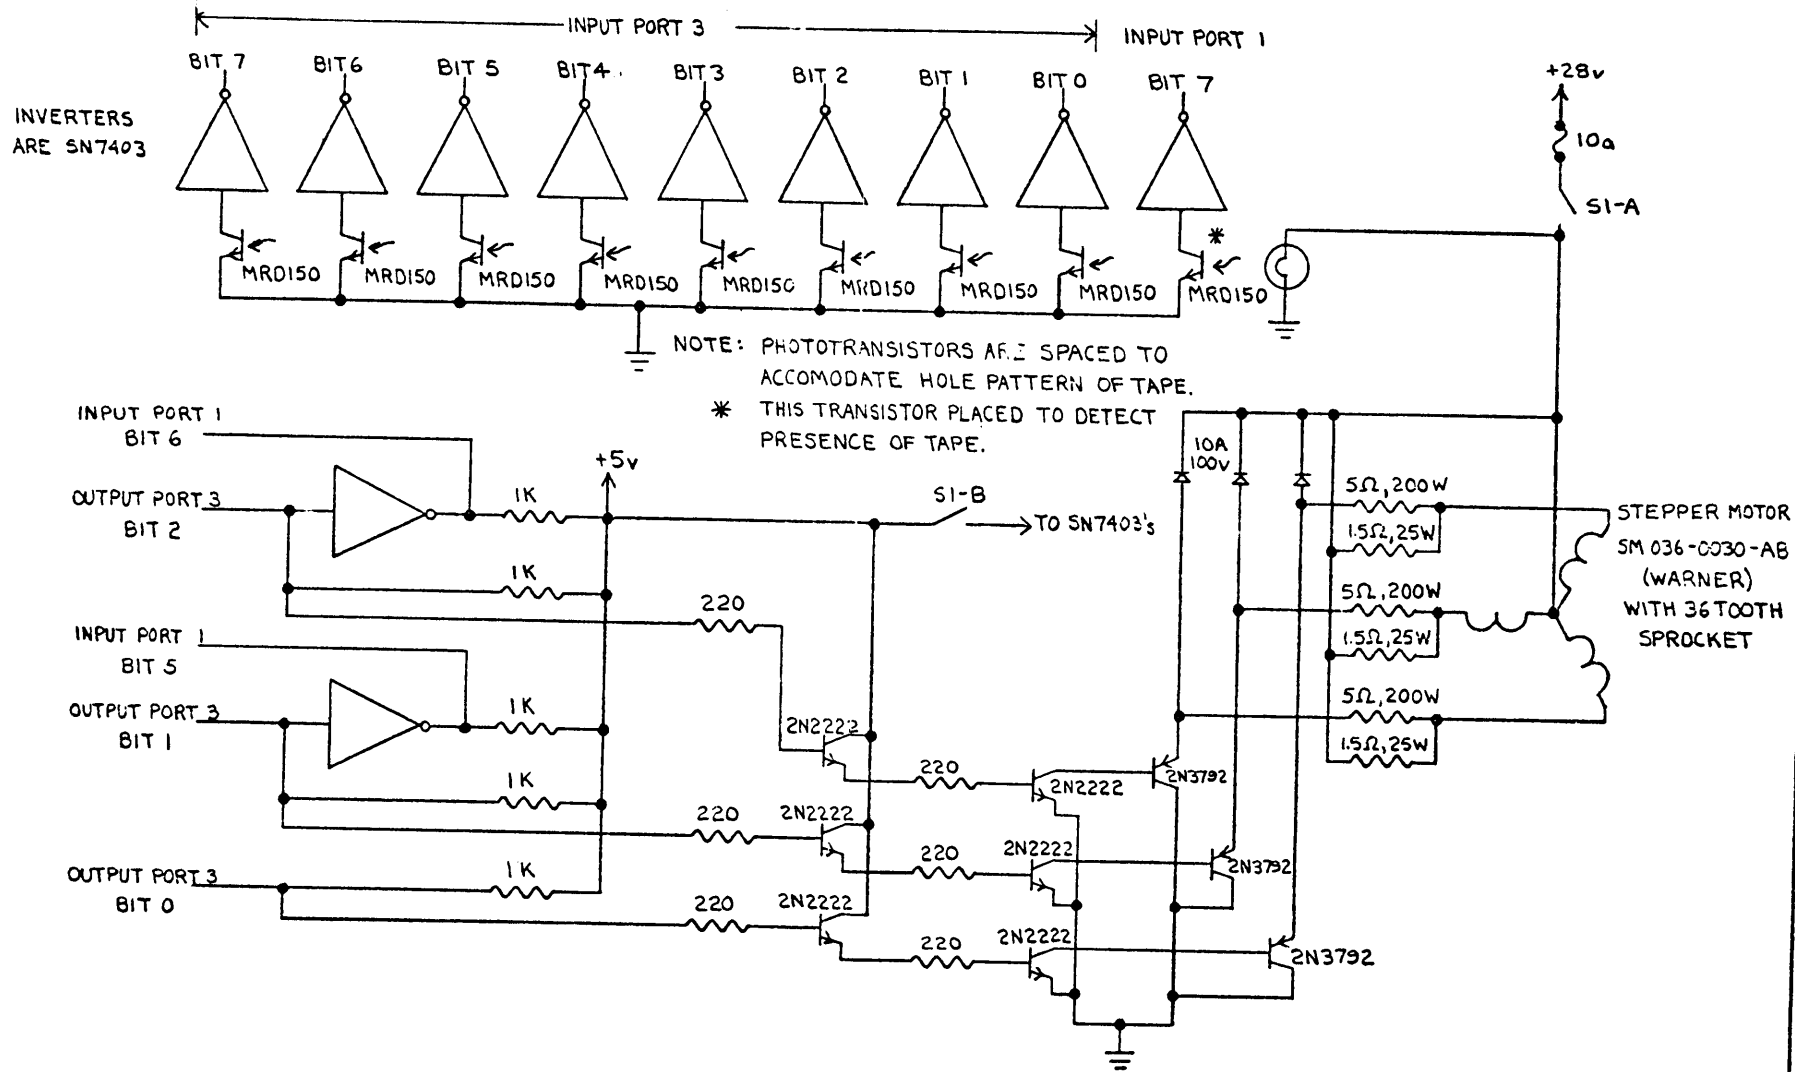 INPUT PORT 3
INPUT PORT 1
BIT 7
BIT 6
BIT 5
BIT 4
BIT 3
BIT 2
BIT 1
BIT 0
BIT 7
INVERTERS
ARE SN7403
+28v
10a
S1-A
*
MRD150
MRD150
MRD150
MRD150
MRD150
MRD150
MRD150
MRD150
MRD150
NOTE: PHOTOTRANSISTORS ARE SPACED TO
ACCOMODATE HOLE PATTERN OF TAPE.
* THIS TRANSISTOR PLACED TO DETECT
PRESENCE OF TAPE.
INPUT PORT 1
BIT 6
OUTPUT PORT 3
BIT 2
1K
+5v
S1-B
TO SN7403's
1K
220
INPUT PORT 1
BIT 5
OUTPUT PORT 3
BIT 1
1K
1K
220
OUTPUT PORT 3
BIT 0
1K
220
2N2222
220
2N2222
2N3792
2N2222
220
2N2222
2N3792
2N2222
220
2N2222
2N3792
10A
100V
5Ω, 200W
1.5Ω, 25W
5Ω, 200W
1.5Ω, 25W
5Ω, 200W
1.5Ω, 25W
STEPPER MOTOR
SM 036-0030-AB
(WARNER)
WITH 36 TOOTH
SPROCKET